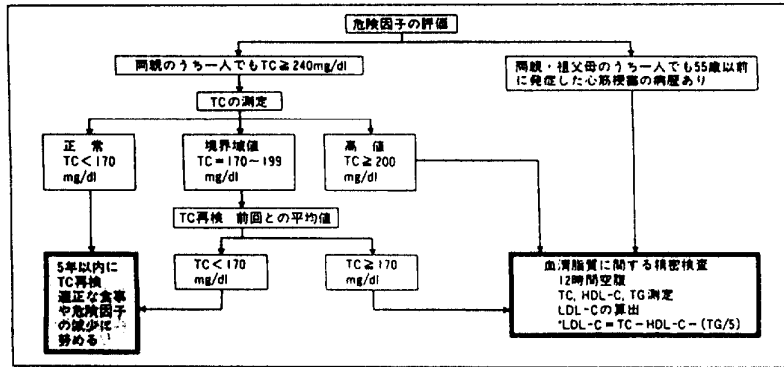 危険因子の評価
両親のうち一人でもTC≧240mg/dl
両親・祖父母のうち一人でも55歳以前
に発症した心筋梗塞の病歴あり
TCの測定
正 常
TC<170
mg/dl
境界域値
TC=170~199
mg/dl
高 値
TC≧200
mg/dl
TC再検 前回との平均値
TC<170
mg/dl
TC≧170
mg/dl
5年以内に
TC再検
適正な食事
や危険因子
の減少に
努める
血清脂質に関する精密検査
12時間空腹
TC, HDL-C, TG 測定
LDL-Cの算出
*LDL-C=TC-HDL-C-(TG/5)